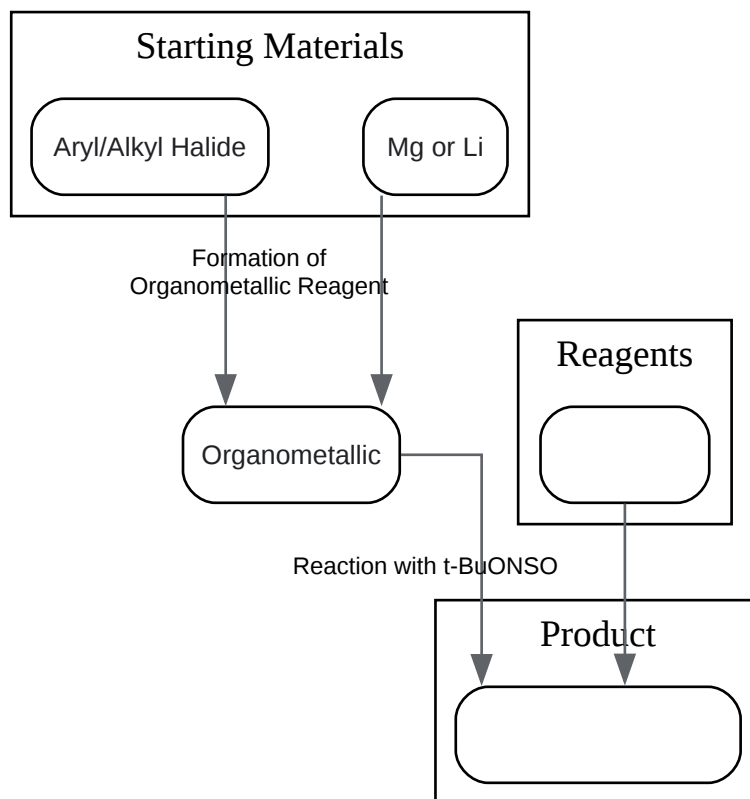 Starting Materials
Aryl/Alkyl Halide
Mg or Li
Formation of
Organometallic Reagent
Reagents
Organometallic
Reaction with t-BuONSO
Product